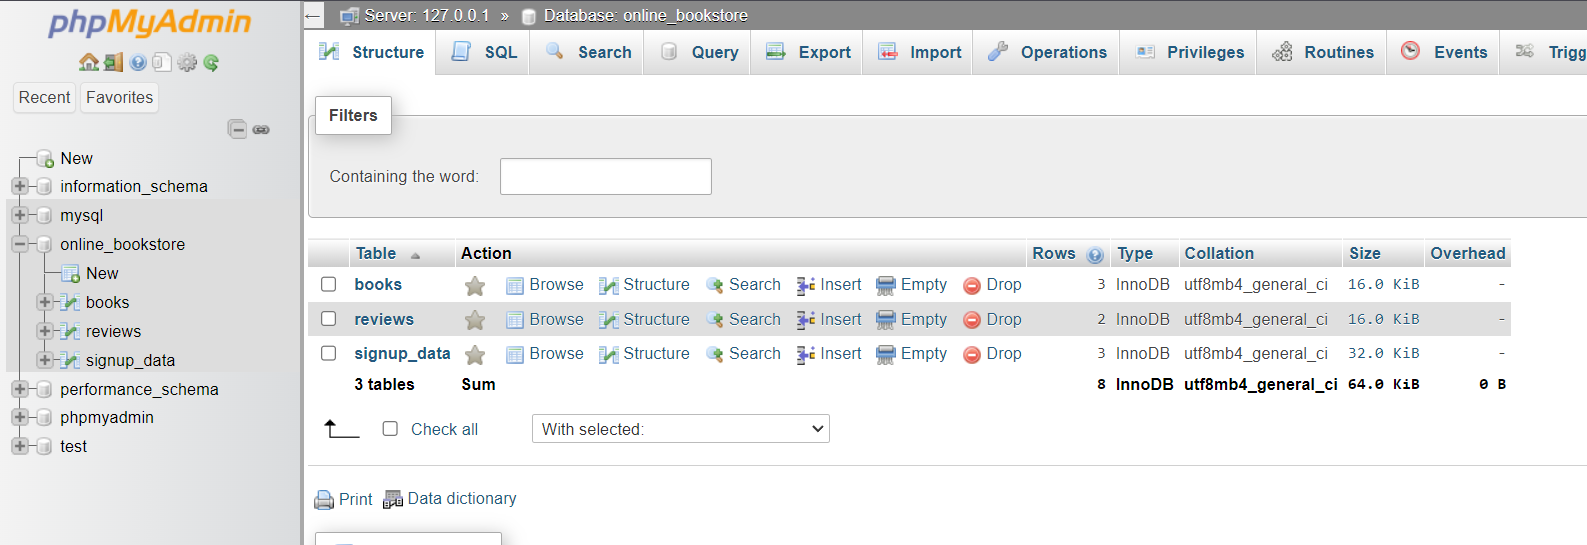 phpMyAdmin
Recent Favorites
New
information_schema
mysql
online_bookstore
New
books
reviews
signup_data
performance_schema
phpmyadmin
test
Server: 127.0.0.1 » Database: online_bookstore
Structure SQL Search Query Export Import Operations Privileges Routines Events Trigg
Filters
Containing the word:
Table Action Rows Type Collation Size Overhead
books Browse Structure Search Insert Empty Drop 3 InnoDB utf8mb4_general_ci 16.0 KiB -
reviews Browse Structure Search Insert Empty Drop 2 InnoDB utf8mb4_general_ci 16.0 KiB -
signup_data Browse Structure Search Insert Empty Drop 3 InnoDB utf8mb4_general_ci 32.0 KiB -
3 tables Sum 8 InnoDB utf8mb4_general_ci 64.0 KiB 0 B
Check all With selected:
Print Data dictionary